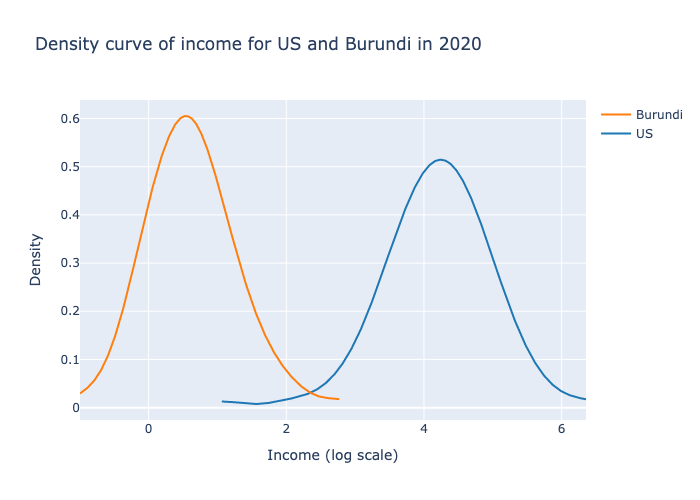 Density curve of income for US and Burundi in 2020
Burundi
US
0.6
0.5
0.4
0.3
0.2
0.1
0
Density
0 2 4 6
Income (log scale)